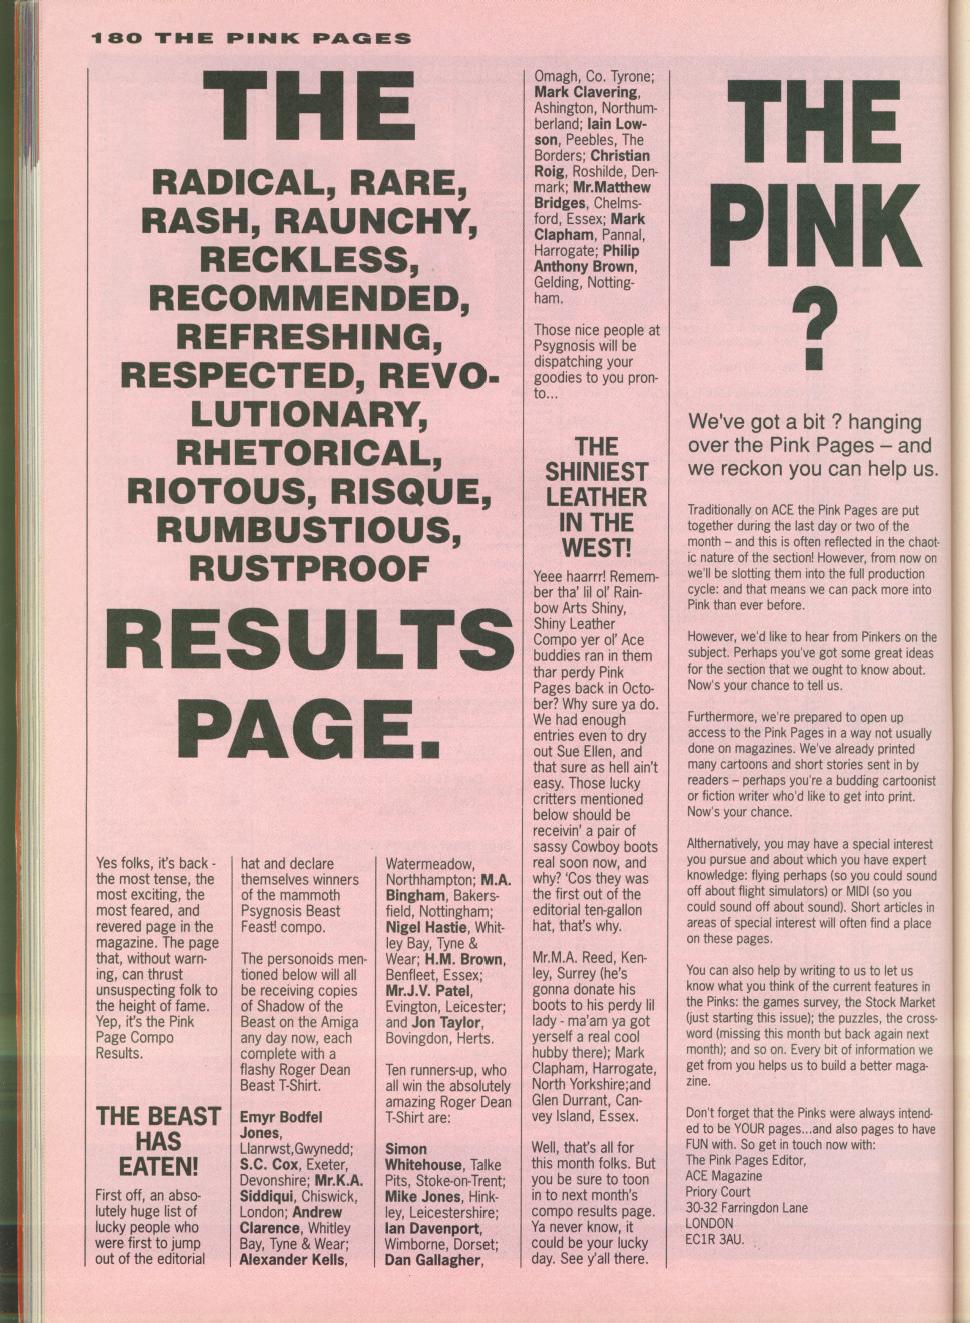 180 THE PINK PAGES
THE
RADICAL, RARE,
RASH, RAUNCHY,
RECKLESS,
RECOMMENDED,
REFRESHING,
RESPECTED, REVO-
LUTIONARY,
RHETORICAL,
RIOTOUS, RISQUE,
RUMBUSTIOUS,
RUSTPROOF
RESULTS
PAGE.
Yes folks, it's back -
the most tense, the
most exciting, the
most feared, and
revered page in the
magazine. The page
that, without warn-
ing, can thrust
unsuspecting folk to
the height of fame.
Yep, it's the Pink
Page Compo
Results.
THE BEAST
HAS
EATEN!
First off, an abso-
lutely huge list of
lucky people who
were first to jump
out of the editorial
hat and declare
themselves winners
of the mammoth
Psygnosis Beast
Feast! compo.
The personoids men-
tioned below will all
be receiving copies
of Shadow of the
Beast on the Amiga
any day now, each
complete with a
flashy Roger Dean
Beast T-Shirt.
Emyr Bodfel
Jones,
Llanrwst,Gwynedd;
S.C. Cox, Exeter,
Devonshire; Mr.K.A.
Siddiqui, Chiswick,
London; Andrew
Clarence, Whitley
Bay, Tyne & Wear;
Alexander Kells,
Watermeadow,
Northhampton; M.A.
Bingham, Bakers-
field, Nottingham;
Nigel Hastie, Whit-
ley Bay, Tyne &
Wear; H.M. Brown,
Benfleet, Essex;
Mr.J.V. Patel,
Evington, Leicester;
and Jon Taylor,
Bovingdon, Herts.
Ten runners-up, who
all win the absolutely
amazing Roger Dean
T-Shirt are:
Simon
Whitehouse, Talke
Pits, Stoke-on-Trent;
Mike Jones, Hink-
ley, Leicestershire;
Ian Davenport,
Wimborne, Dorset;
Dan Gallagher,
Omagh, Co. Tyrone;
Mark Clavering,
Ashington, Northum-
berland; Iain Low-
son, Peebles, The
Borders; Christian
Roig, Roshilde, Den-
mark; Mr.Matthew
Bridges, Chelms-
ford, Essex; Mark
Clapham, Pannal,
Harrogate; Philip
Anthony Brown,
Gelding, Notting-
ham.
Those nice people at
Psygnosis will be
dispatching your
goodies to you pron-
to...
THE
SHINIEST
LEATHER
IN THE
WEST!
Yeee haarrr! Remem-
ber tha' lil ol' Rain-
bow Arts Shiny,
Shiny Leather
Compo yer ol' Ace
buddies ran in them
thar perdy Pink
Pages back in Octo-
ber? Why sure ya do.
We had enough
entries even to dry
out Sue Ellen, and
that sure as hell ain't
easy. Those lucky
critters mentioned
below should be
receivin' a pair of
sassy Cowboy boots
real soon now, and
why? 'Cos they was
the first out of the
editorial ten-gallon
hat, that's why.
Mr.M.A. Reed, Ken-
ley, Surrey (he's
gonna donate his
boots to his perdy lil
lady - ma'am ya got
yerself a real cool
hubby there); Mark
Clapham, Harrogate,
North Yorkshire;and
Glen Durrant, Can-
vey Island, Essex.
Well, that's all for
this month folks. But
you be sure to toon
in to next month's
compo results page.
Ya never know, it
could be your lucky
day. See y'all there.
THE
PINK
?
We've got a bit ? hanging
over the Pink Pages – and
we reckon you can help us.
Traditionally on ACE the Pink Pages are put
together during the last day or two of the
month – and this is often reflected in the chaot-
ic nature of the section! However, from now on
we'll be slotting them into the full production
cycle: and that means we can pack more into
Pink than ever before.
However, we'd like to hear from Pinkers on the
subject. Perhaps you've got some great ideas
for the section that we ought to know about.
Now's your chance to tell us.
Furthermore, we're prepared to open up
access to the Pink Pages in a way not usually
done on magazines. We've already printed
many cartoons and short stories sent in by
readers – perhaps you're a budding cartoonist
or fiction writer who'd like to get into print.
Now's your chance.
Althernatively, you may have a special interest
you pursue and about which you have expert
knowledge: flying perhaps (so you could sound
off about flight simulators) or MIDI (so you
could sound off about sound). Short articles in
areas of special interest will often find a place
on these pages.
You can also help by writing to us to let us
know what you think of the current features in
the Pinks: the games survey, the Stock Market
(just starting this issue); the puzzles, the cross-
word (missing this month but back again next
month); and so on. Every bit of information we
get from you helps us to build a better maga-
zine.
Don't forget that the Pinks were always intend-
ed to be YOUR pages...and also pages to have
FUN with. So get in touch now with:
The Pink Pages Editor,
ACE Magazine
Priory Court
30-32 Farringdon Lane
LONDON
EC1R 3AU.